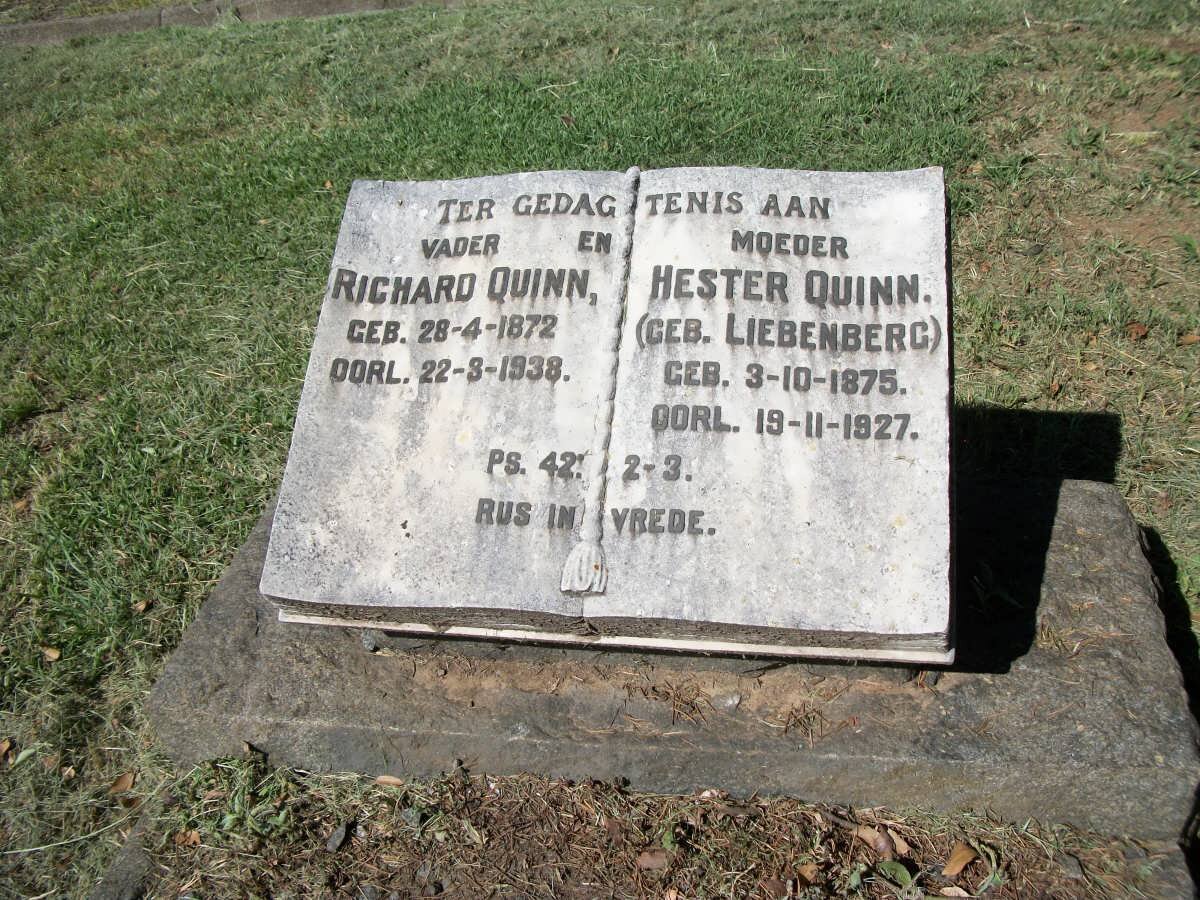 TER GEDAGTENIS AAN
VADER EN MOEDER
RICHARD QUINN, HESTER QUINN.
GEB. 28-4-1872 (GEB. LIEBENBERG)
OORL. 22-8-1938. GEB. 3-10-1875.
OORL. 19-11-1927.
PS. 42: 2-3.
RUS IN VREDE.